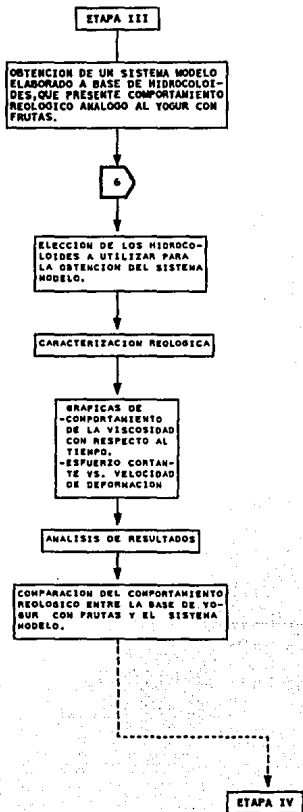 ETAPA III
OBTENCION DE UN SISTEMA MODELO
ELABORADO A BASE DE HIDROCOLOI-
DES,QUE PRESENTE COMPORTAMIENTO
REOLOGICO ANALOGO AL YOGUR CON
FRUTAS.
6
ELECCION DE LOS HIDROCO-
LOIDES A UTILIZAR PARA
LA OBTENCION DEL SISTEMA
MODELO.
CARACTERIZACION REOLOGICA
GRAFICAS DE
-COMPORTAMIENTO
DE LA VISCOSIDAD
CON RESPECTO AL
TIEMPO.
-ESFUERZO CORTAN-
TE VS. VELOCIDAD
DE DEFORMACION
ANALISIS DE RESULTADOS
COMPARACION DEL COMPORTAMIENTO
REOLOGICO ENTRE LA BASE DE YO-
GUR CON FRUTAS Y EL SISTEMA
MODELO.
ETAPA IV